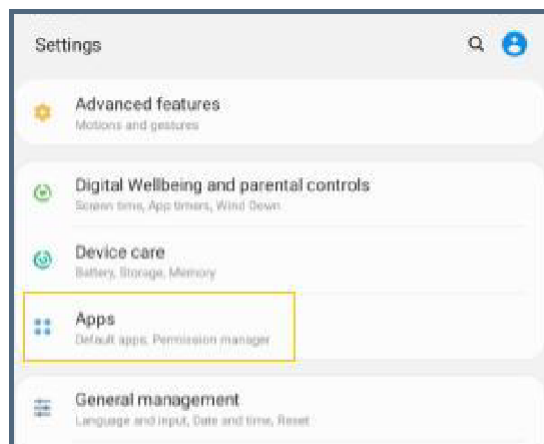 Settings
Advanced features
Motions and gestures
Digital Wellbeing and parental controls
Screen time, App timers, Wind Down
Device care
Battery, Storage, Memory
Apps
Default apps, Permission manager
General management
Language and input, Date and time, Reset